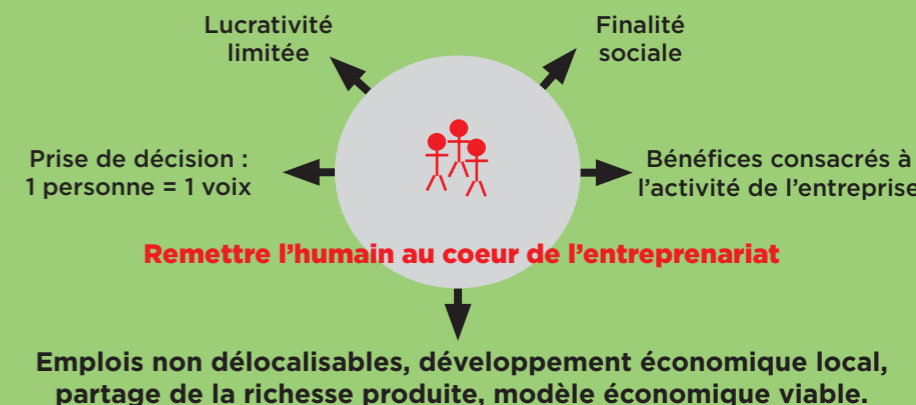 Lucrativité
limitée
Finalité
sociale
Prise de décision :
1 personne = 1 voix
Bénéfices consacrés à
l'activité de l'entreprise
Remettre l'humain au coeur de l'entreprenariat
Emplois non délocalisables, développement économique local,
partage de la richesse produite, modèle économique viable.